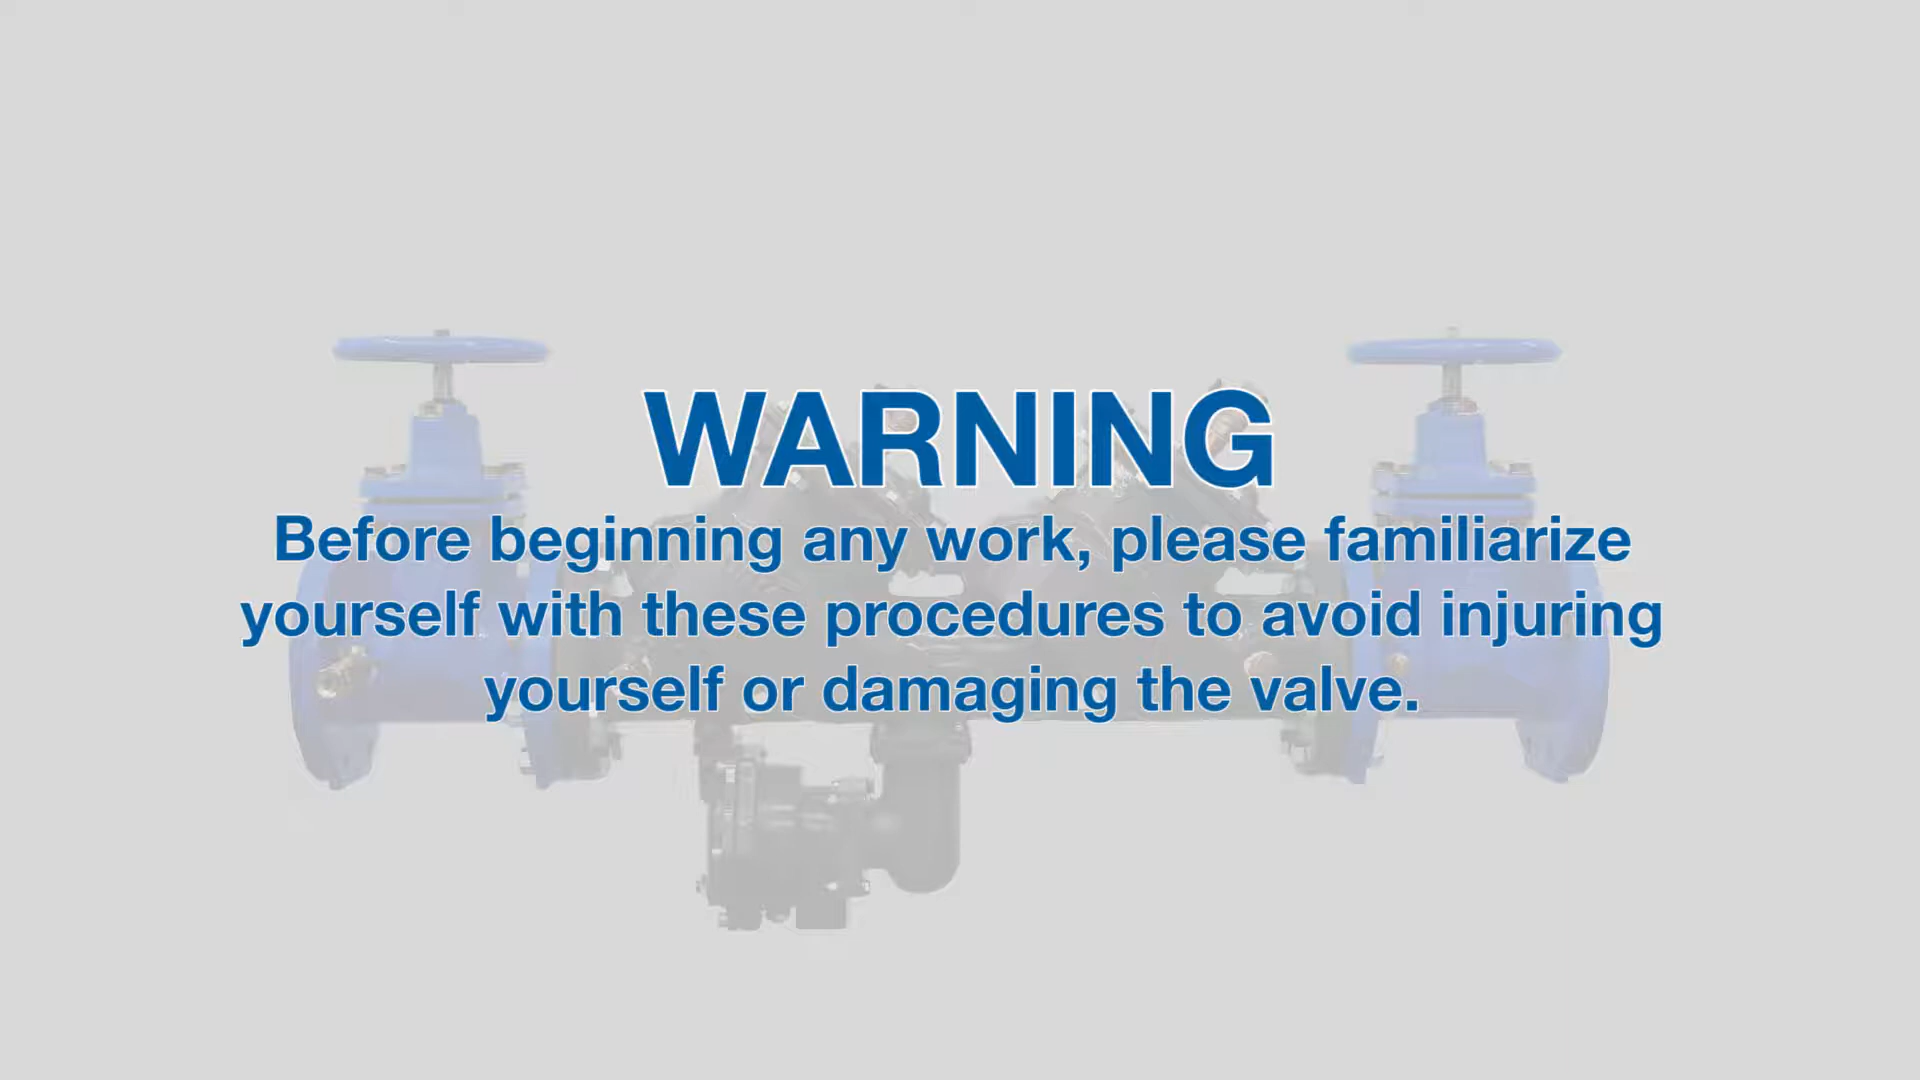 WARNING
Before beginning any work, please familiarize
yourself with these procedures to avoid injuring
yourself or damaging the valve.